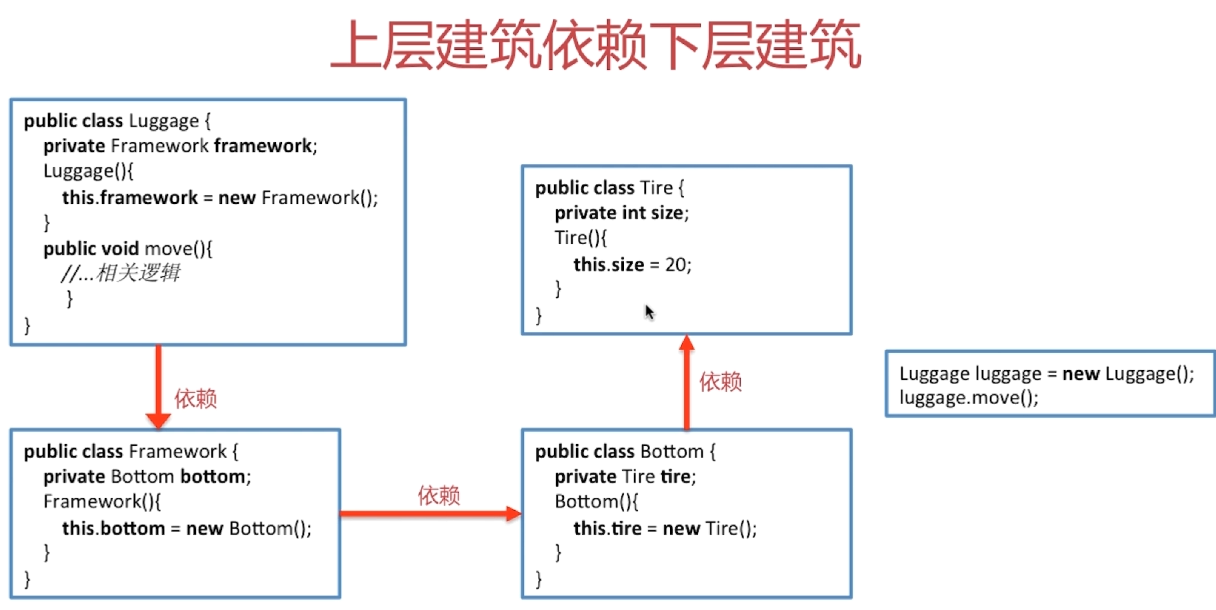 上层建筑依赖下层建筑
public class Luggage {
private Framework framework;
Luggage(){
this.framework = new Framework();
}
public void move(){
//...相关逻辑
}
}
依赖
public class Framework {
private Bottom bottom;
Framework(){
this.bottom = new Bottom();
}
}
依赖
public class Bottom {
private Tire tire;
Bottom(){
this.tire = new Tire();
}
}
依赖
public class Tire {
private int size;
Tire(){
this.size = 20;
}
}
Luggage luggage = new Luggage();
luggage.move();